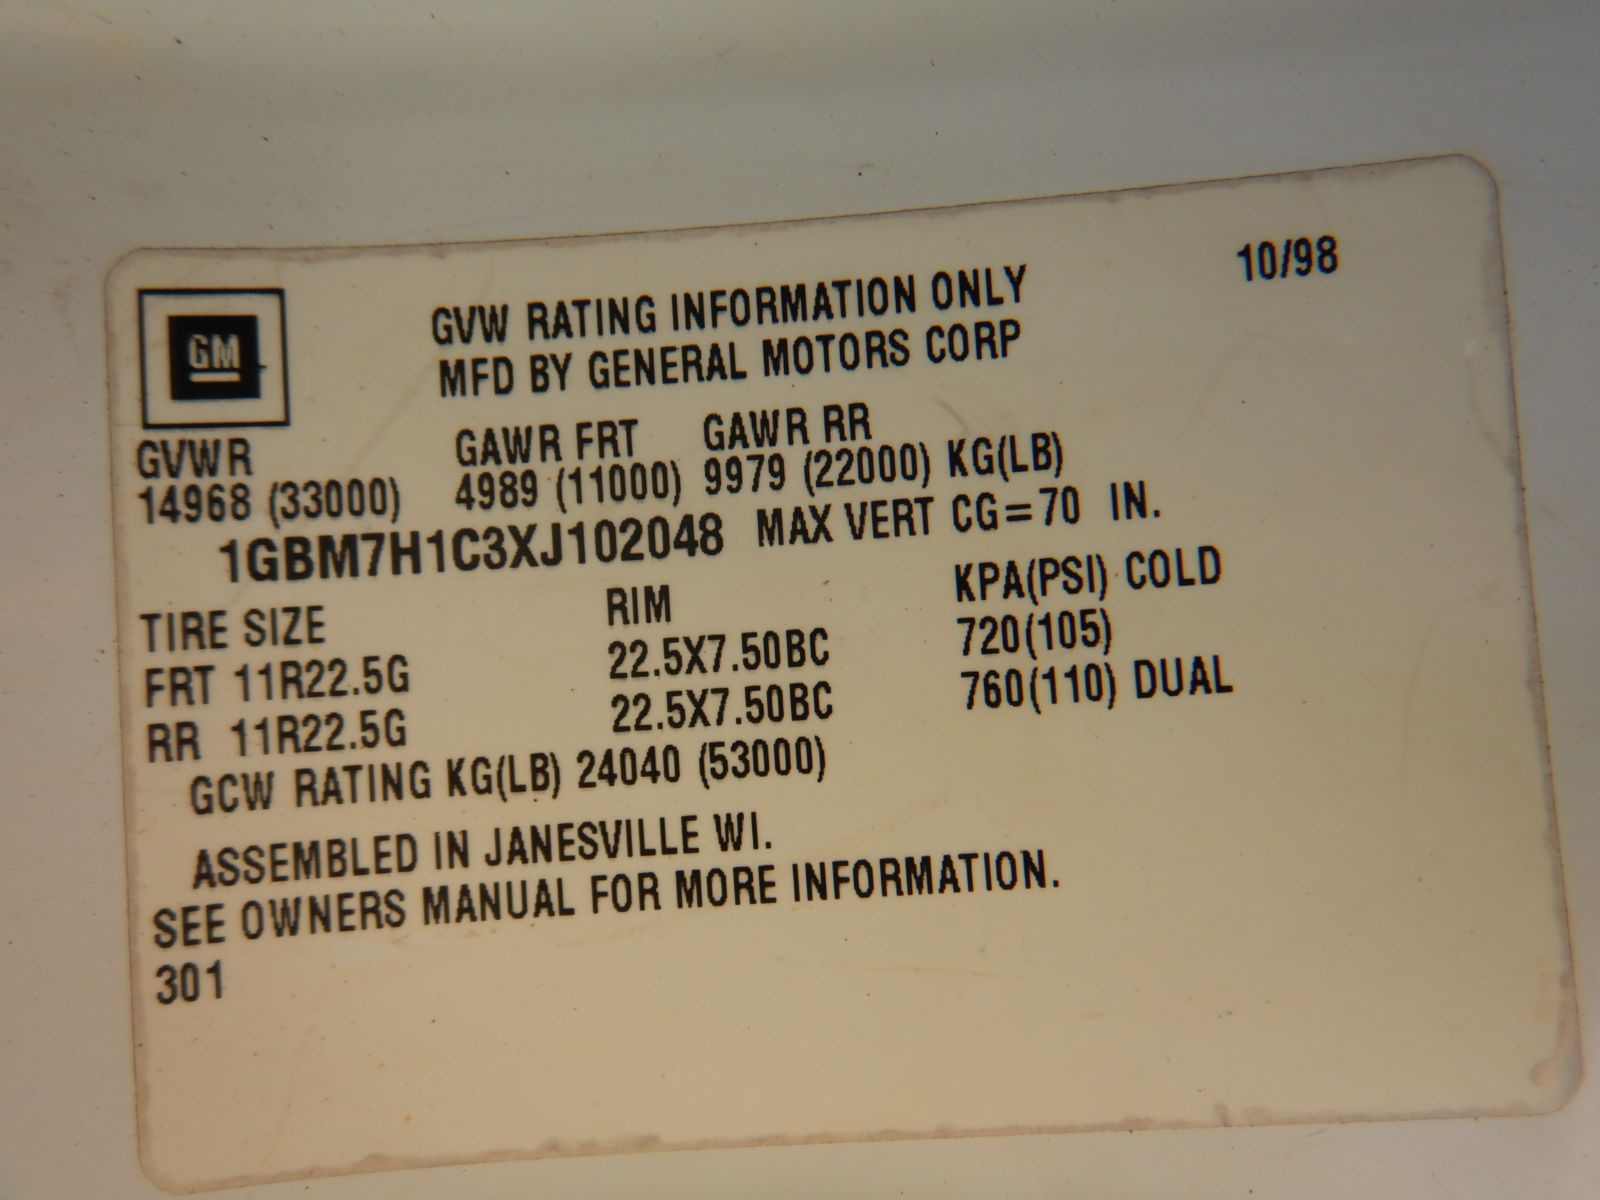 10/98
GM
GVW RATING INFORMATION ONLY
MFD BY GENERAL MOTORS CORP
GVWR GAWR FRT GAWR RR
14968 (33000) 4989 (11000) 9979 (22000) KG(LB)
1GBM7H1C3XJ102048 MAX VERT CG=70 IN.
TIRE SIZE RIM KPA(PSI) COLD
FRT 11R22.5G 22.5X7.50BC 720(105)
RR 11R22.5G 22.5X7.50BC 760(110) DUAL
GCW RATING KG(LB) 24040 (53000)
ASSEMBLED IN JANESVILLE WI.
SEE OWNERS MANUAL FOR MORE INFORMATION.
301